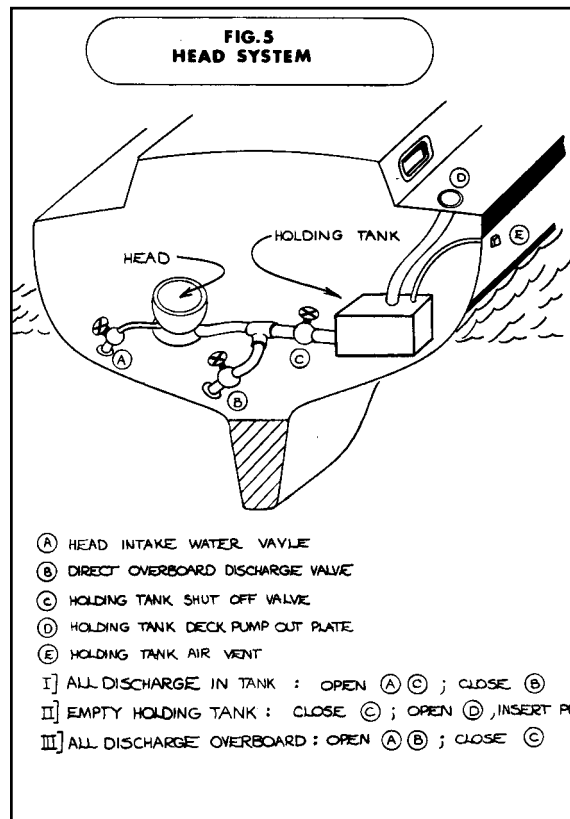 FIG.5
HEAD SYSTEM
D
HOLDING TANK
E
HEAD
A
C
B
A HEAD INTAKE WATER VAVLE
B DIRECT OVERBOARD DISCHARGE VALVE
C HOLDING TANK SHUT OFF VALVE
D HOLDING TANK DECK PUMP OUT PLATE
E HOLDING TANK AIR VENT
I] ALL DISCHARGE IN TANK : OPEN A C ; CLOSE B
II] EMPTY HOLDING TANK : CLOSE C ; OPEN D , INSERT
III] ALL DISCHARGE OVERBOARD : OPEN A B ; CLOSE C